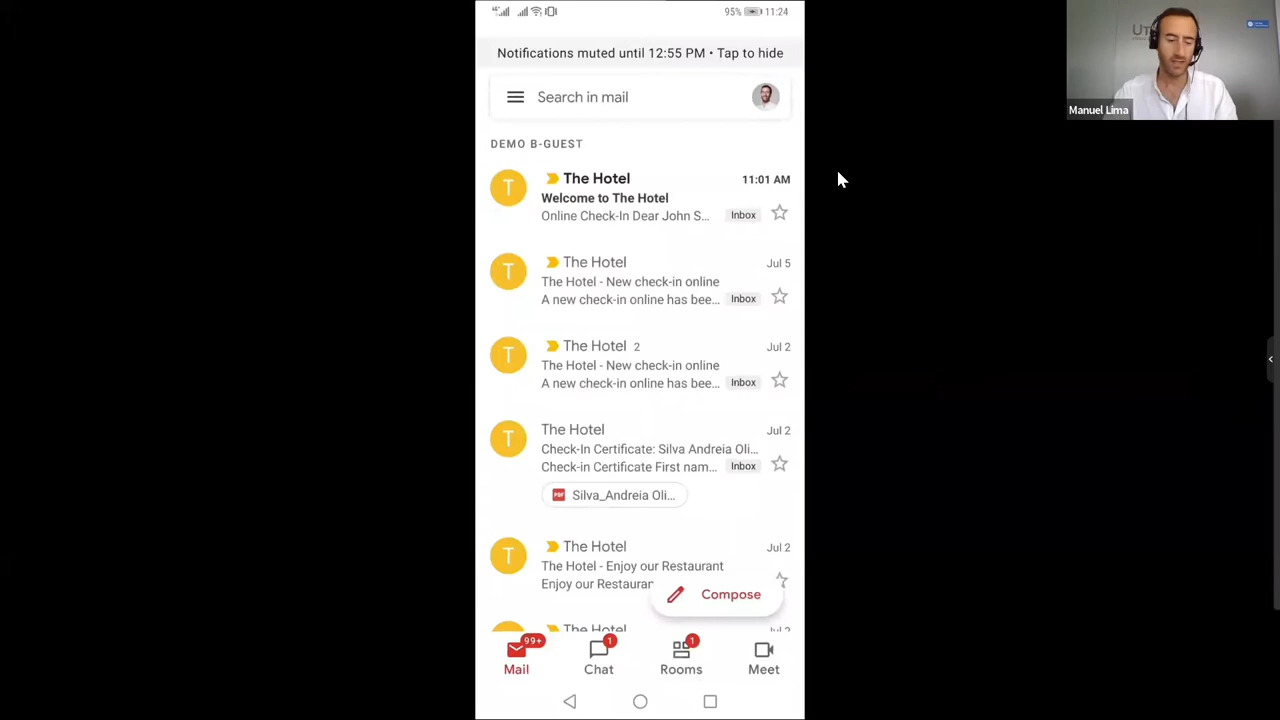 95% 11:24
Notifications muted until 12:55 PM • Tap to hide
Search in mail
DEMO B-GUEST
T The Hotel 11:01 AM
Welcome to The Hotel
Online Check-In Dear John S... Inbox
T The Hotel Jul 5
The Hotel - New check-in online
A new check-in online has bee... Inbox
T The Hotel 2 Jul 2
The Hotel - New check-in online
A new check-in online has bee... Inbox
T The Hotel Jul 2
Check-In Certificate: Silva Andreia Oli...
Check-in Certificate First nam... Inbox
PDF Silva_Andreia Oli...
T The Hotel Jul 2
The Hotel - Enjoy our Restaurant
Enjoy our Restauran
Compose
The Hotel Jul 2
99+ 1 1
Mail Chat Rooms Meet
Manuel Lima